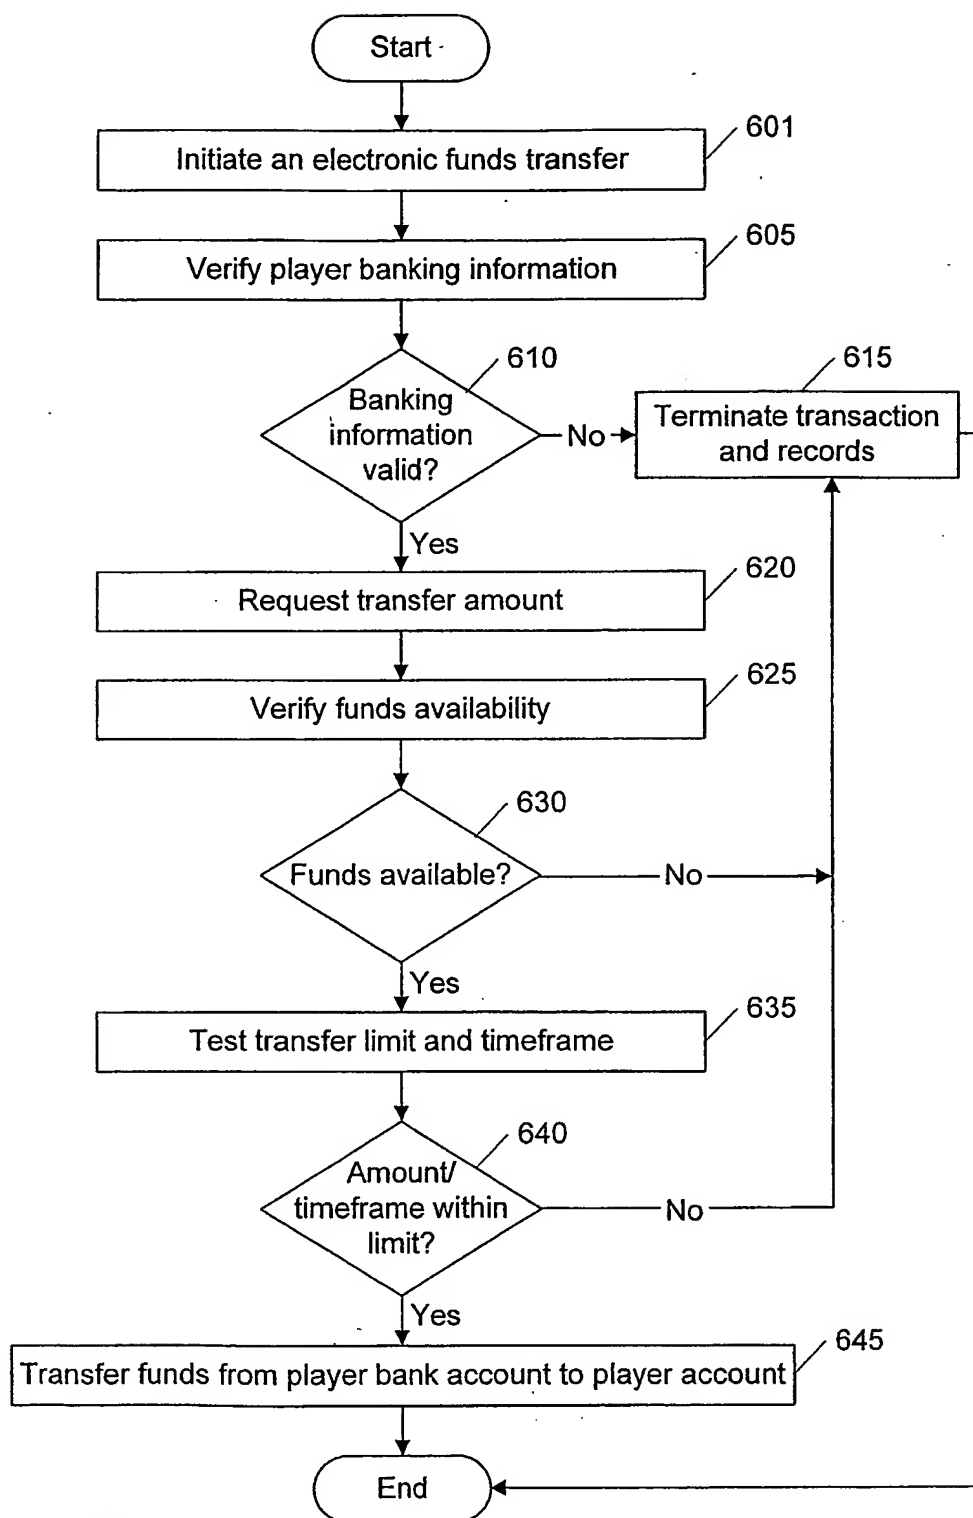 Start
601
Initiate an electronic funds transfer
605
Verify player banking information
610
Banking
information
valid?
No
615
Terminate transaction
and records
Yes
620
Request transfer amount
625
Verify funds availability
630
Funds available?
No
Yes
635
Test transfer limit and timeframe
640
Amount/
timeframe within
limit?
No
Yes
645
Transfer funds from player bank account to player account
End